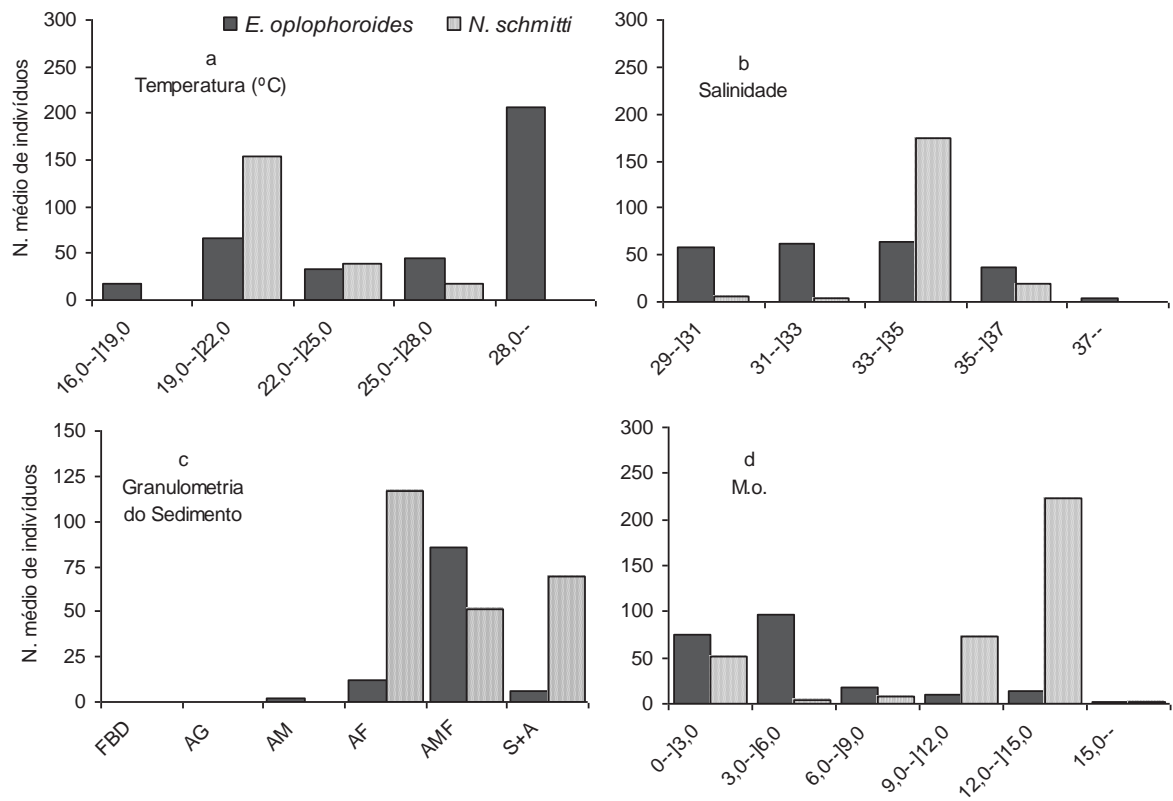 E. oplophoroides N. schmitti
a
Temperatura (ºC)
N. médio de indivíduos
300
250
200
150
100
50
0
16,0--]19,0
19,0--]22,0
22,0--]25,0
25,0--]28,0
28,0--
b
Salinidade
300
250
200
150
100
50
0
29--]31
31--]33
33--]35
35--]37
37--
c
Granulometria
do Sedimento
N. médio de indivíduos
150
125
100
75
50
25
0
FBD
AG
AM
AF
AMF
S+A
d
M.o.
300
250
200
150
100
50
0
0--]3,0
3,0--]6,0
6,0--]9,0
9,0--]12,0
12,0--]15,0
15,0--